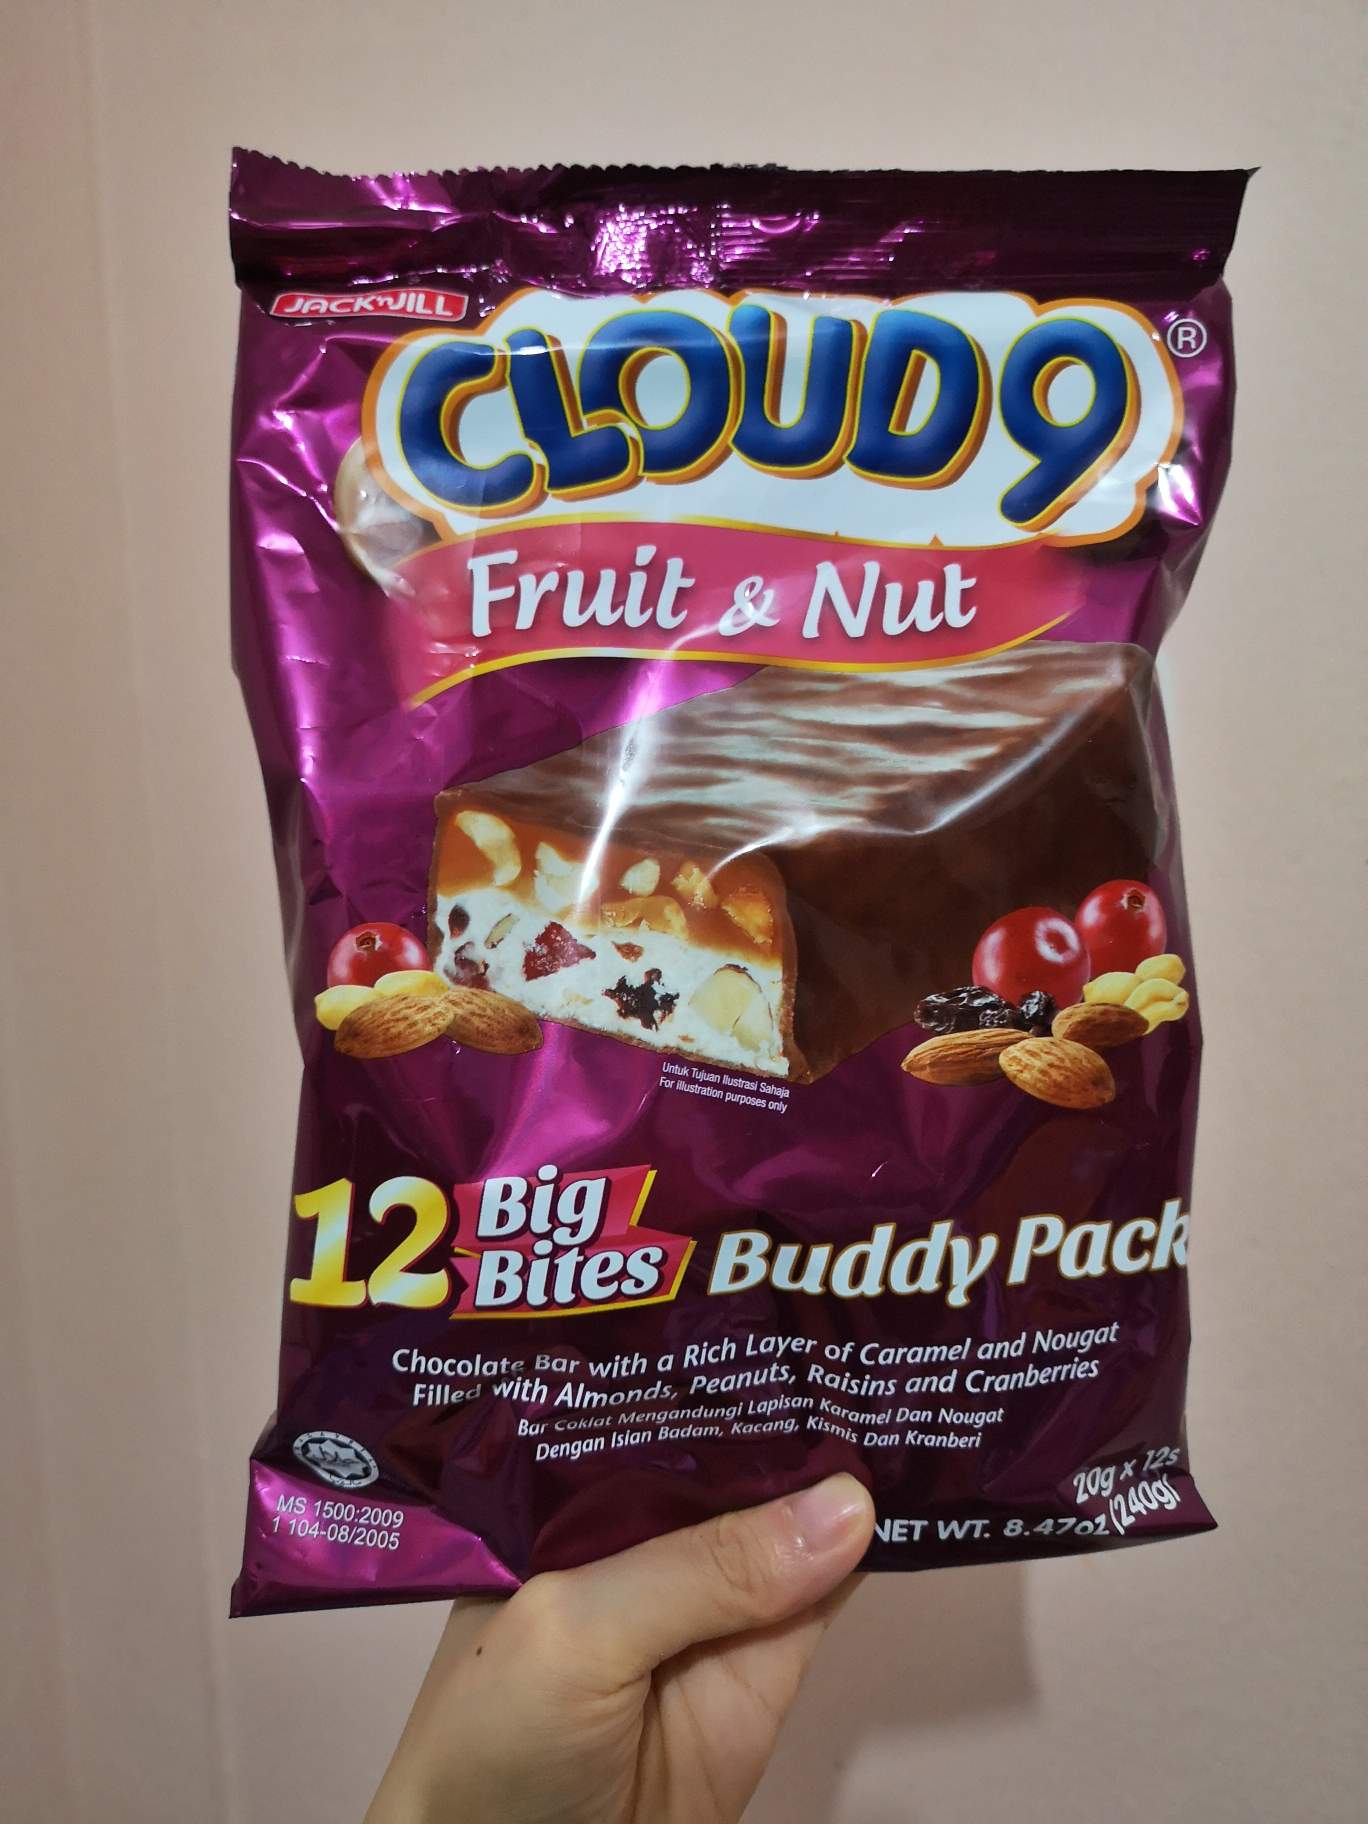 JACK 'n JILL
CLOUD 9 ®
Fruit & Nut
Untuk Tujuan Ilustrasi Sahaja
For illustration purposes only
12 Big Bites Buddy Pack
Chocolate Bar with a Rich Layer of Caramel and Nougat
Filled with Almonds, Peanuts, Raisins and Cranberries
Bar Coklat Mengandungi Lapisan Karamel Dan Nougat
Dengan Isian Badam, Kacang, Kismis Dan Kranberi
MS 1500:2009
1 104-08/2005
20g x 12s
NET WT. 8.47oz (240g)